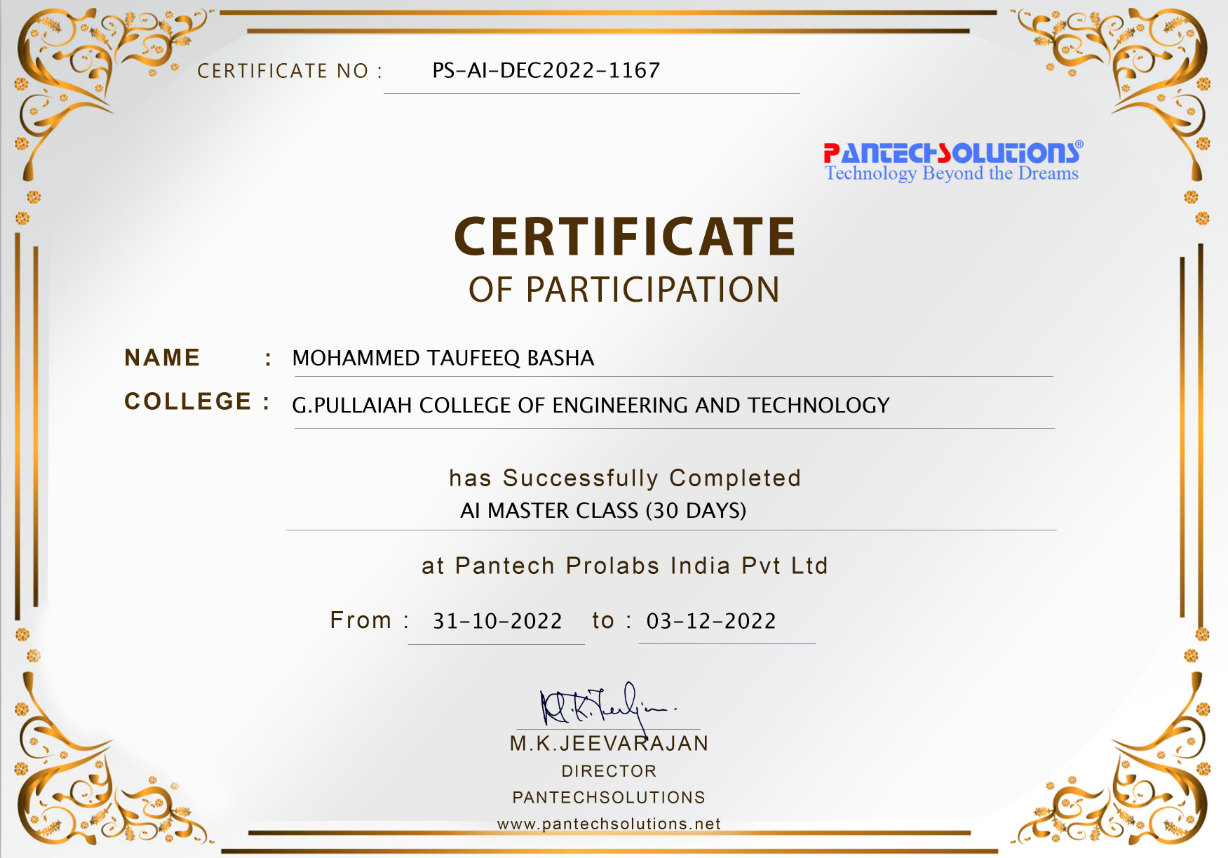 CERTIFICATE NO : PS-AI-DEC2022-1167
PANTECHSOLUTIONS®
Technology Beyond the Dreams
CERTIFICATE
OF PARTICIPATION
NAME : MOHAMMED TAUFEEQ BASHA
COLLEGE : G.PULLAIAH COLLEGE OF ENGINEERING AND TECHNOLOGY
has Successfully Completed
AI MASTER CLASS (30 DAYS)
at Pantech Prolabs India Pvt Ltd
From : 31-10-2022 to : 03-12-2022
M.K.JEEVARAJAN
DIRECTOR
PANTECHSOLUTIONS
www.pantechsolutions.net